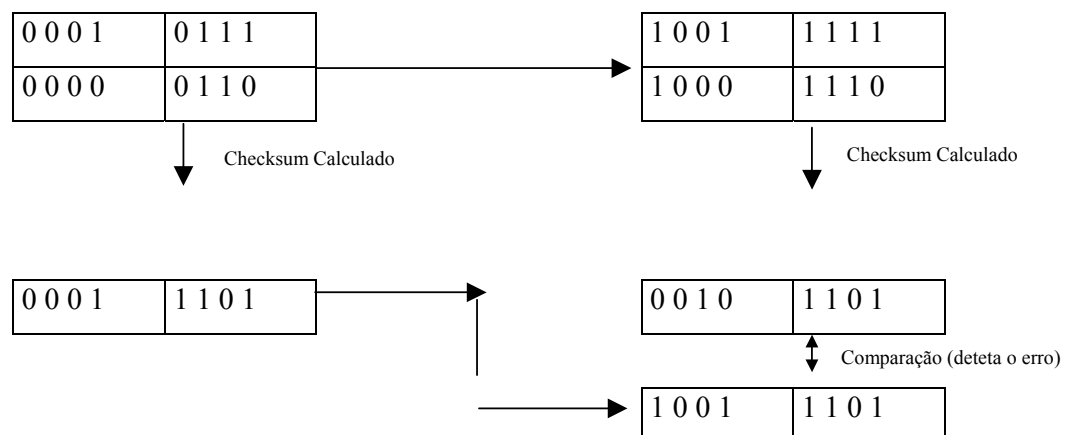 0 0 0 1 0 1 1 1 1 0 0 1 1 1 1 1
0 0 0 0 0 1 1 0 1 0 0 0 1 1 1 0
Checksum Calculado Checksum Calculado
0 0 0 1 1 1 0 1 0 0 1 0 1 1 0 1
Comparação (deteta o erro)
1 0 0 1 1 1 0 1